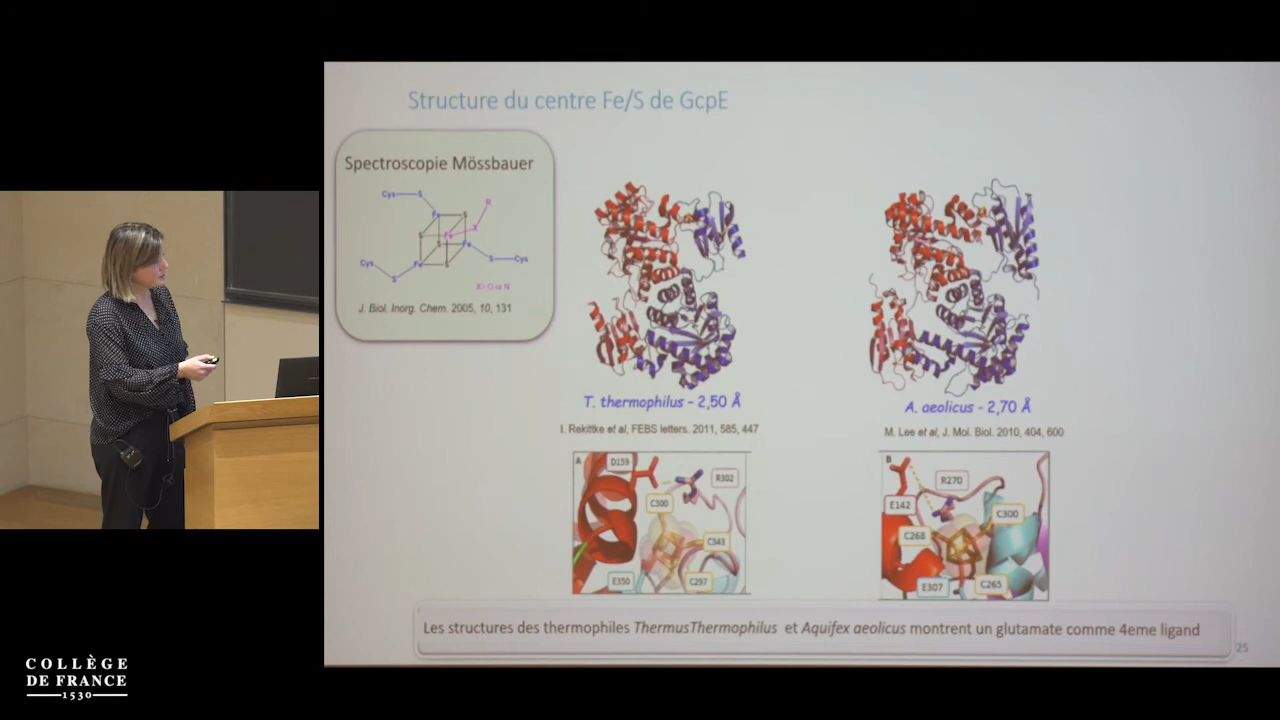 Structure du centre Fe/S de GcpE
Spectroscopie Mössbauer
Cys S
Fe S
S Fe X R
S Fe
Cys Fe S S Cys
S
X= O or N
J. Biol. Inorg. Chem. 2005, 10, 131
T. thermophilus - 2,50 Å
I. Rekittke et al, FEBS letters. 2011, 585, 447
A. aeolicus - 2,70 Å
M. Lee et al, J. Mol. Biol. 2010, 404, 600
A
D159
R302
C300
C343
E350
C297
B
R270
E142
C300
C268
E307
C265
Les structures des thermophiles ThermusThermophilus et Aquifex aeolicus montrent un glutamate comme 4eme ligand
25
COLLÈGE
DE FRANCE
1530